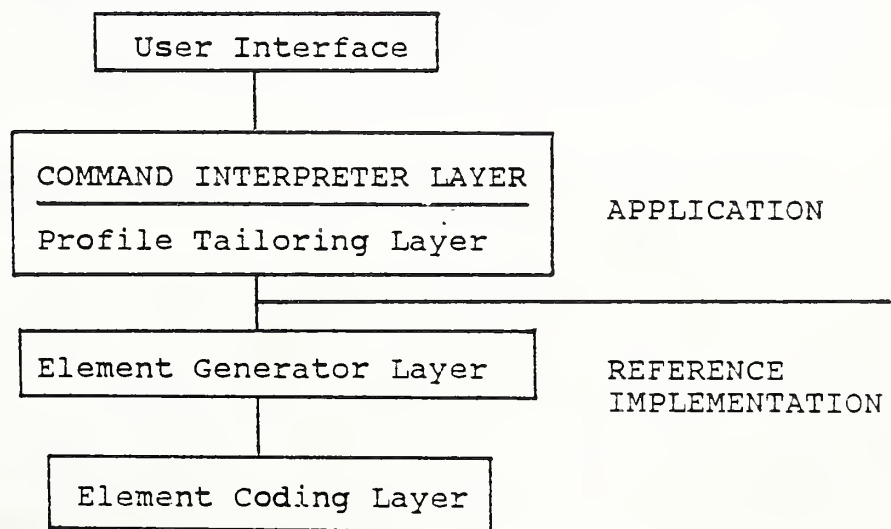 User Interface
COMMAND INTERPRETER LAYER
Profile Tailoring Layer
APPLICATION
Element Generator Layer
REFERENCE
IMPLEMENTATION
Element Coding Layer